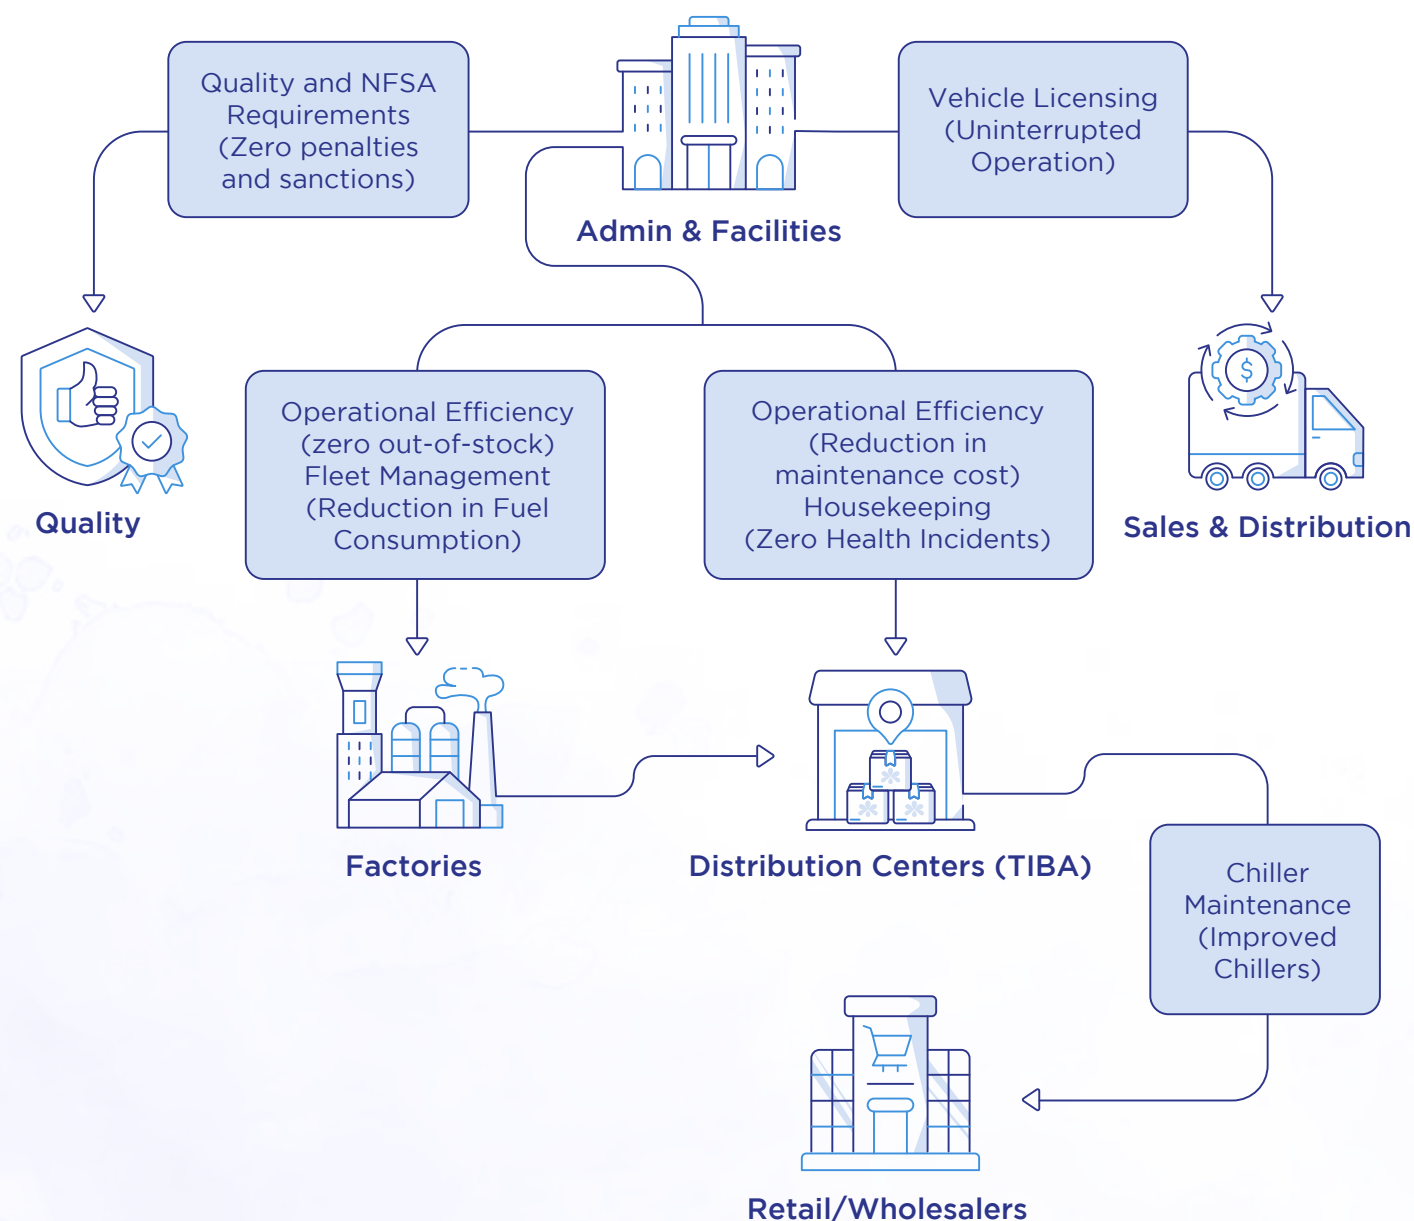 Quality and NFSA
Requirements
(Zero penalties
and sanctions)
Vehicle Licensing
(Uninterrupted
Operation)
Admin & Facilities
$
Quality
Operational Efficiency
(zero out-of-stock)
Fleet Management
(Reduction in Fuel
Consumption)
Operational Efficiency
(Reduction in
maintenance cost)
Housekeeping
(Zero Health Incidents)
Sales & Distribution
Factories
Distribution Centers (TIBA)
Chiller
Maintenance
(Improved
Chillers)
Retail/Wholesalers